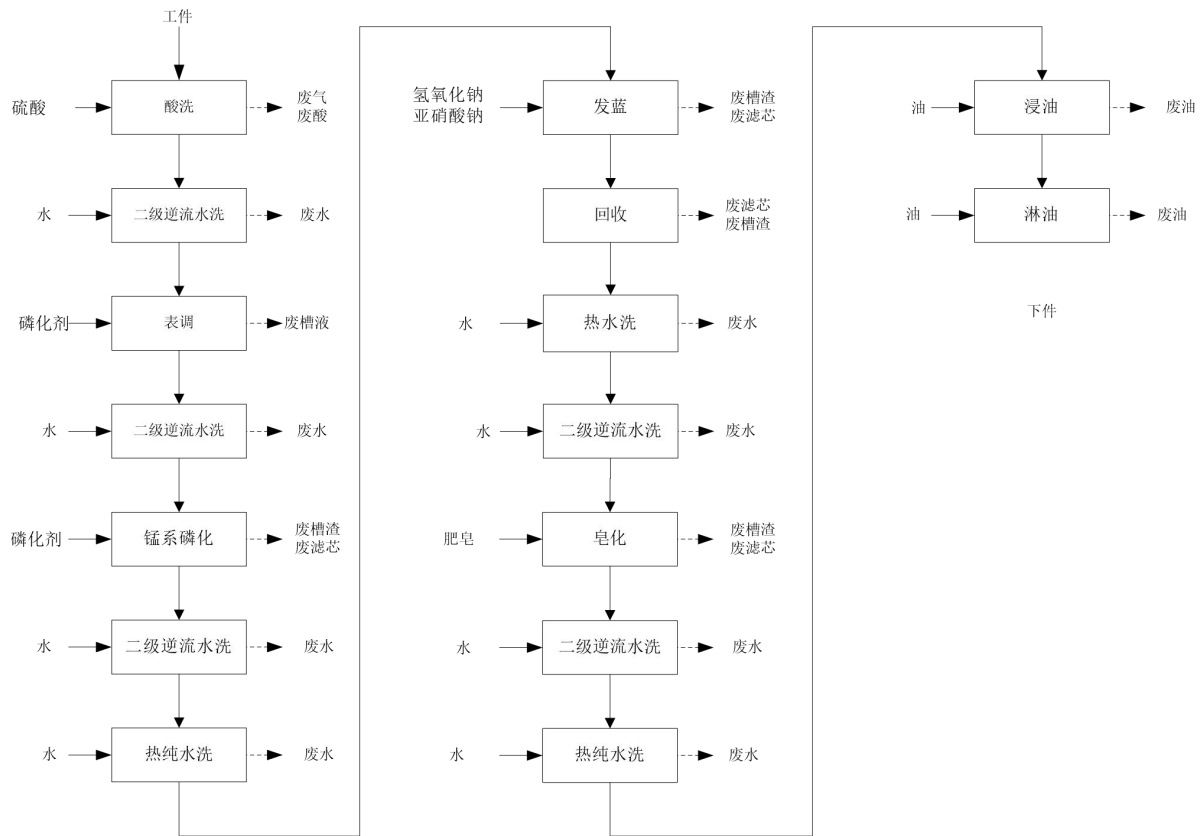 工件
硫酸
酸洗
废气
废酸
水
二级逆流水洗
废水
磷化剂
表调
废槽液
水
二级逆流水洗
废水
磷化剂
锰系磷化
废槽渣
废滤芯
水
二级逆流水洗
废水
水
热纯水洗
废水
氢氧化钠
亚硝酸钠
发蓝
废槽渣
废滤芯
回收
废滤芯
废槽渣
水
热水洗
废水
水
二级逆流水洗
废水
肥皂
皂化
废槽渣
废滤芯
水
二级逆流水洗
废水
水
热纯水洗
废水
油
浸油
废油
油
淋油
废油
下件